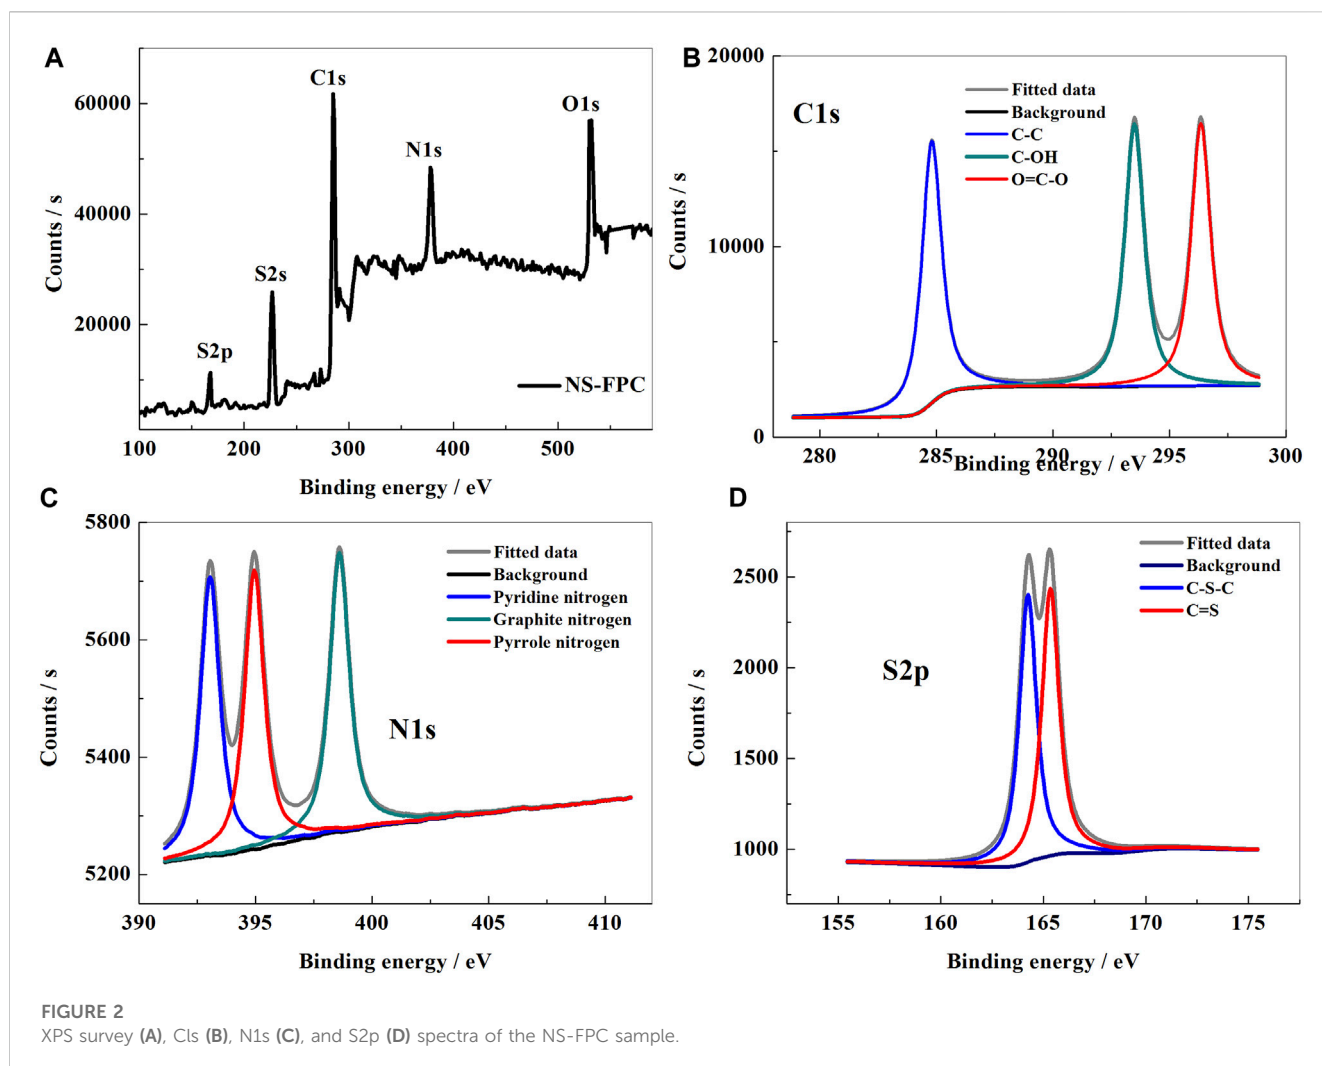 A
60000
40000
20000
Counts / s
C1s
O1s
N1s
S2s
S2p
NS-FPC
100 200 300 400 500
Binding energy / eV
B
20000
10000
0
Counts / s
C1s
Fitted data
Background
C-C
C-OH
O=C-O
280 285 290 295 300
Binding energy / eV
C
5800
5600
5400
5200
Counts / s
Fitted data
Background
Pyridine nitrogen
Graphite nitrogen
Pyrrole nitrogen
N1s
390 395 400 405 410
Binding energy / eV
D
2500
2000
1500
1000
Counts / s
Fitted data
Background
C-S-C
C=S
S2p
155 160 165 170 175
Binding energy / eV
FIGURE 2
XPS survey (A), Cls (B), N1s (C), and S2p (D) spectra of the NS-FPC sample.